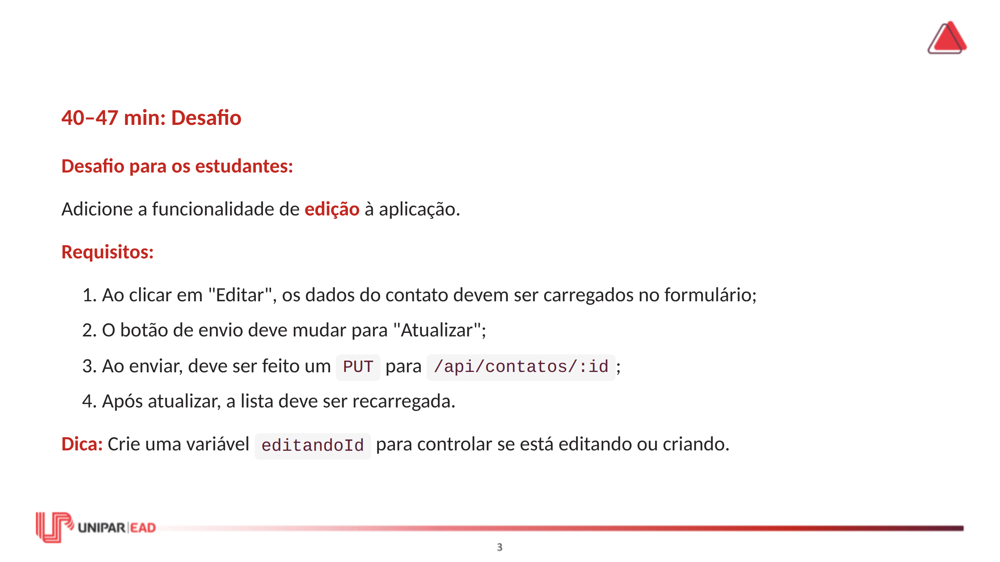 40–47 min: Desafio
Desafio para os estudantes:
Adicione a funcionalidade de edição à aplicação.
Requisitos:
1. Ao clicar em "Editar", os dados do contato devem ser carregados no formulário;
2. O botão de envio deve mudar para "Atualizar";
3. Ao enviar, deve ser feito um PUT para /api/contatos/:id;
4. Após atualizar, a lista deve ser recarregada.
Dica: Crie uma variável editandoId para controlar se está editando ou criando.
UNIPAR|EAD
3